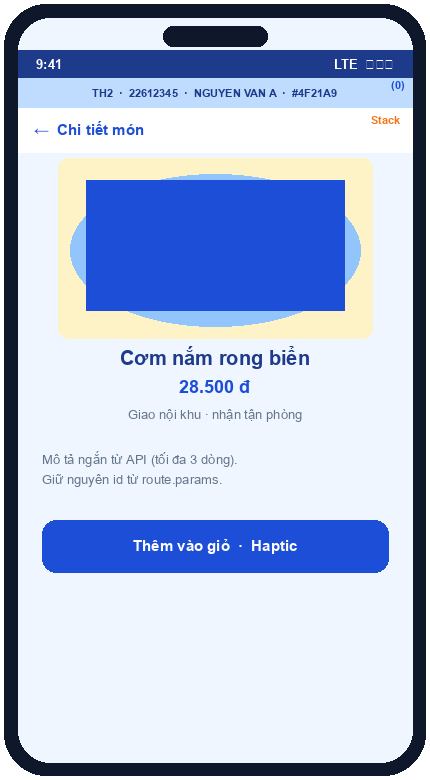 9:41 LTE
TH2 · 22612345 · NGUYEN VAN A · #4F21A9 (0)
← Chi tiết món Stack
Cơm nắm rong biển
28.500 đ
Giao nội khu · nhận tận phòng
Mô tả ngắn từ API (tối đa 3 dòng).
Giữ nguyên id từ route.params.
Thêm vào giỏ · Haptic